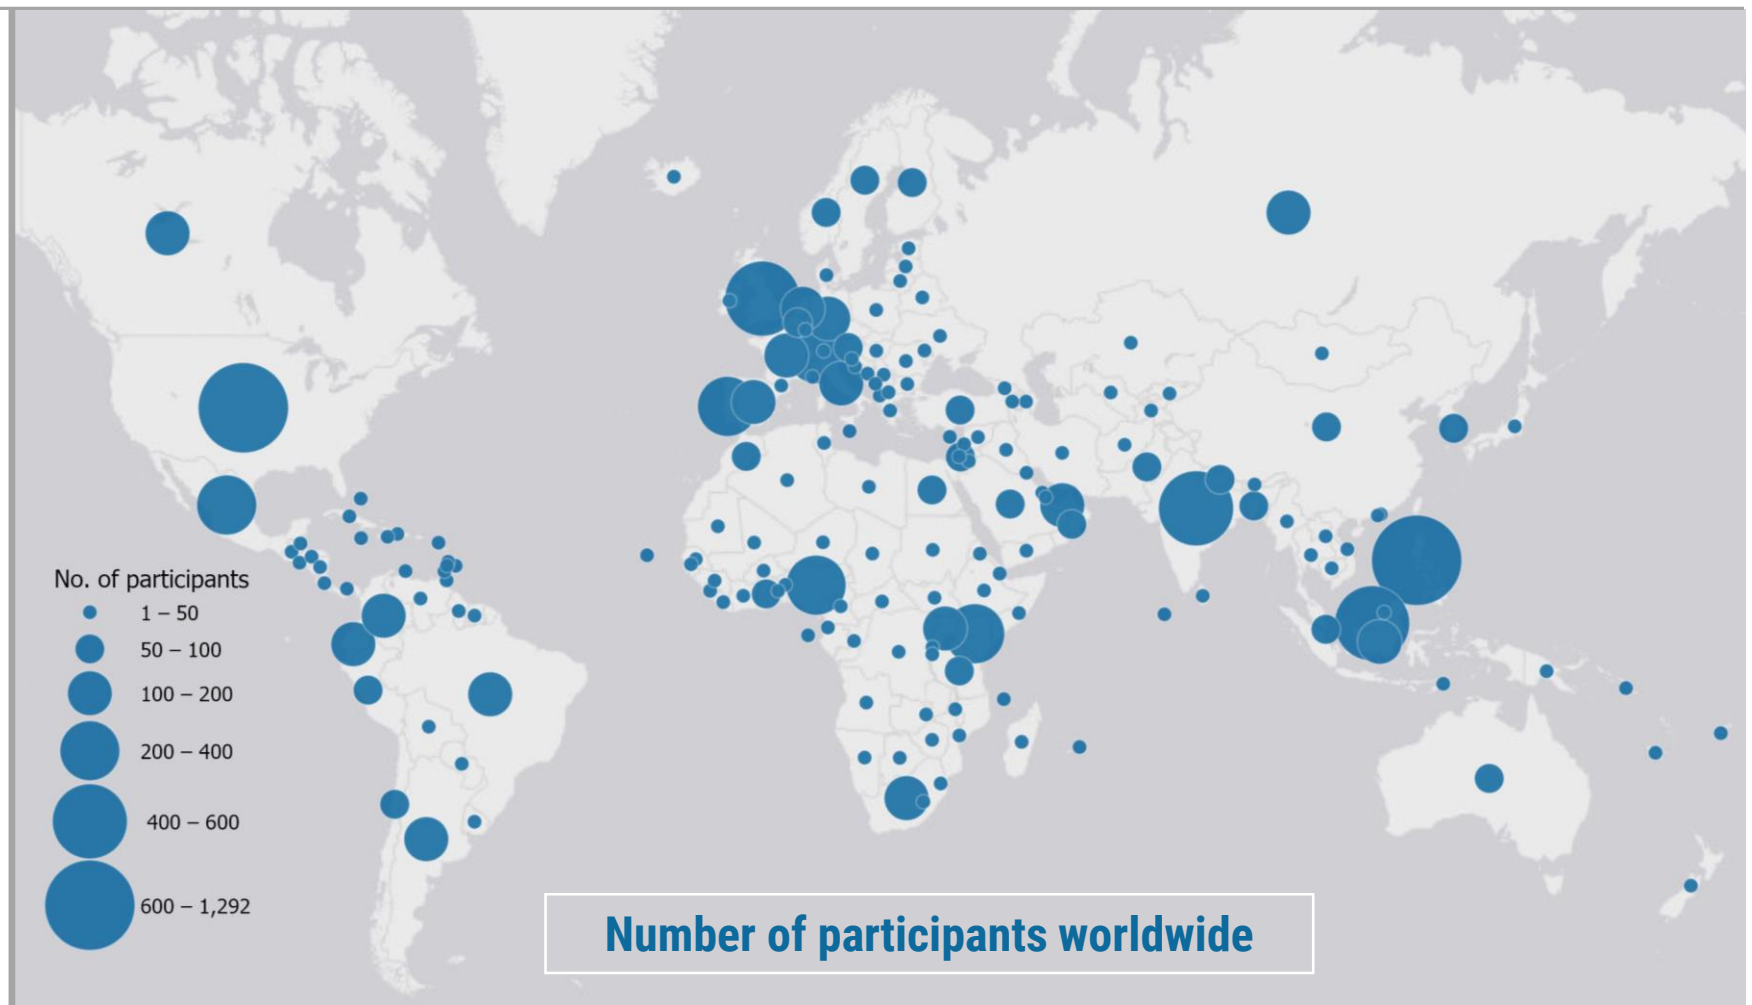 No. of participants
1 – 50
50 – 100
100 – 200
200 – 400
400 – 600
600 – 1,292
Number of participants worldwide